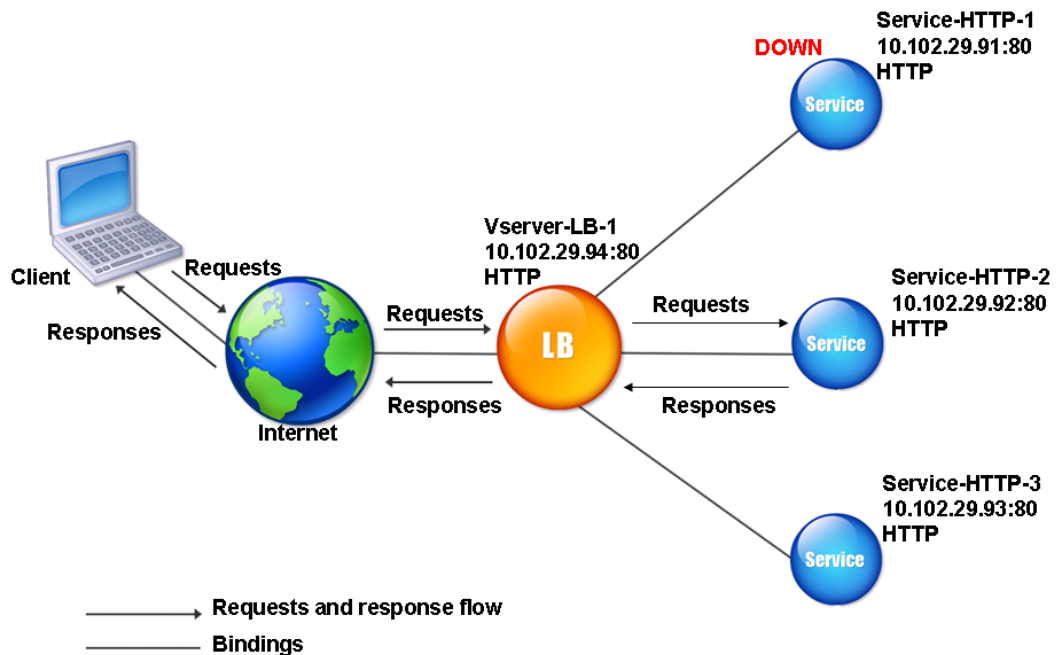 Service-HTTP-1
10.102.29.91:80
HTTP
DOWN
Service
Vserver-LB-1
10.102.29.94:80
HTTP
Client
Requests
Responses
Internet
Requests
Responses
LB
Requests
Responses
Service-HTTP-2
10.102.29.92:80
HTTP
Service
Service-HTTP-3
10.102.29.93:80
HTTP
Service
Requests and response flow
Bindings